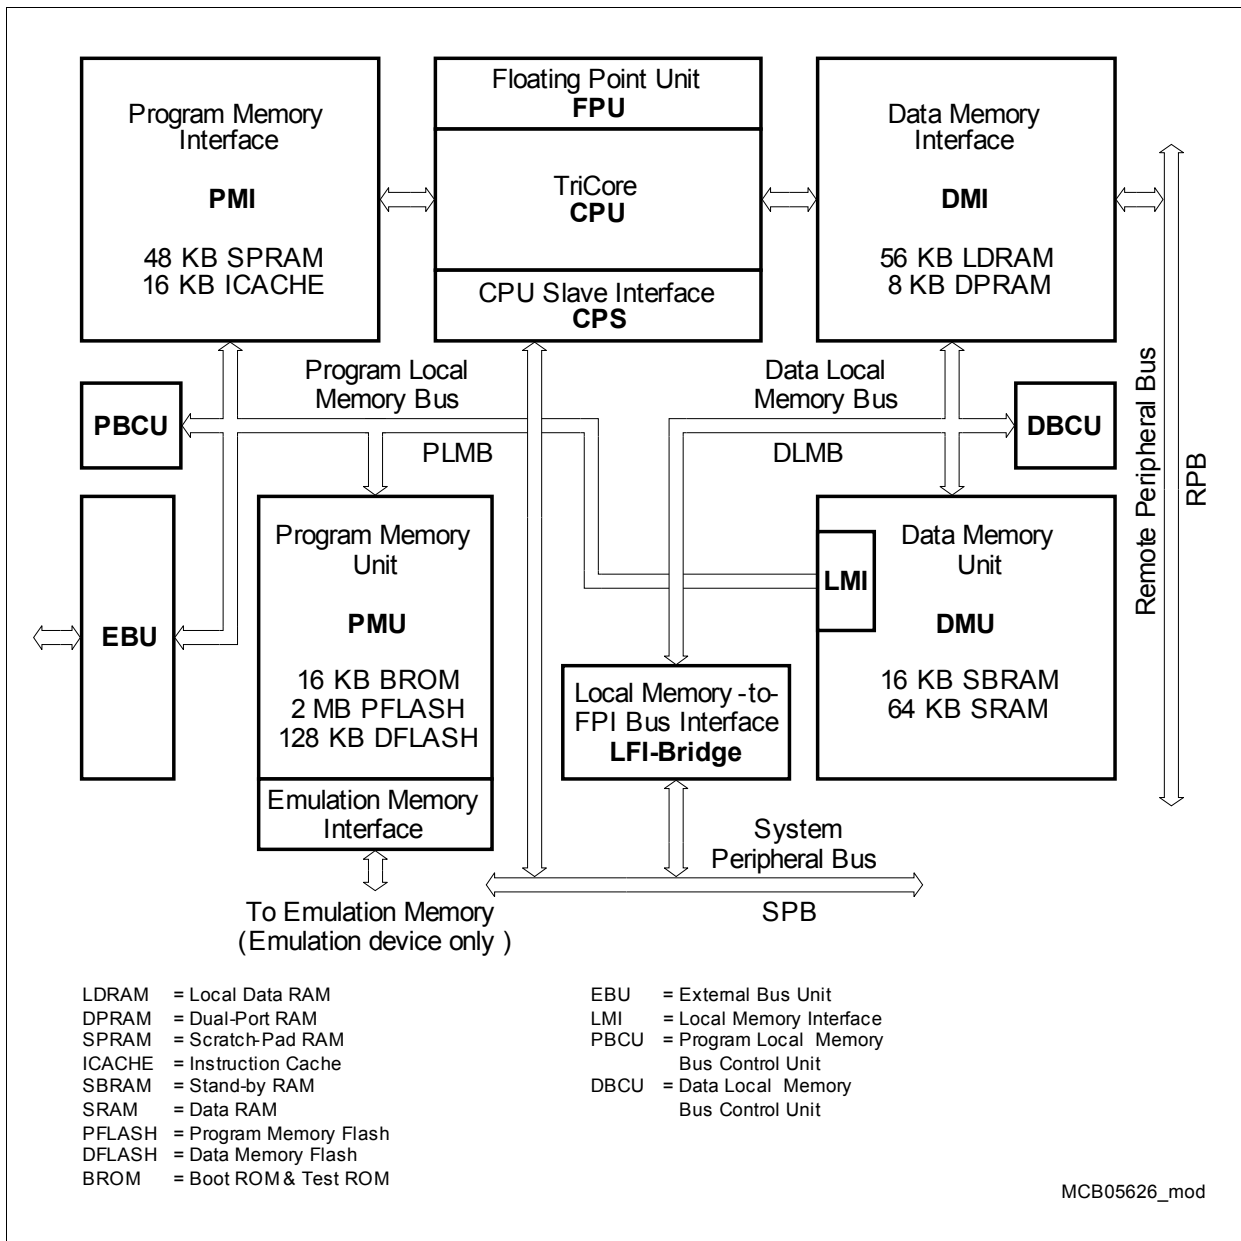 Program Memory
Interface
PMI
48 KB SPRAM
16 KB ICACHE
Floating Point Unit
FPU
TriCore
CPU
CPU Slave Interface
CPS
Data Memory
Interface
DMI
56 KB LDRAM
8 KB DPRAM
Program Local
Memory Bus
PLMB
Data Local
Memory Bus
DLMB
PBCU
DBCU
Remote Peripheral Bus
RPB
EBU
Program Memory
Unit
PMU
16 KB BROM
2 MB PFLASH
128 KB DFLASH
Emulation Memory
Interface
To Emulation Memory
(Emulation device only )
LMI
Data Memory
Unit
DMU
16 KB SBRAM
64 KB SRAM
Local Memory -to-
FPI Bus Interface
LFI-Bridge
System
Peripheral Bus
SPB
LDRAM = Local Data RAM
DPRAM = Dual-Port RAM
SPRAM = Scratch-Pad RAM
ICACHE = Instruction Cache
SBRAM = Stand-by RAM
SRAM = Data RAM
PFLASH = Program Memory Flash
DFLASH = Data Memory Flash
BROM = Boot ROM & Test ROM
EBU = External Bus Unit
LMI = Local Memory Interface
PBCU = Program Local Memory
Bus Control Unit
DBCU = Data Local Memory
Bus Control Unit
MCB05626_mod